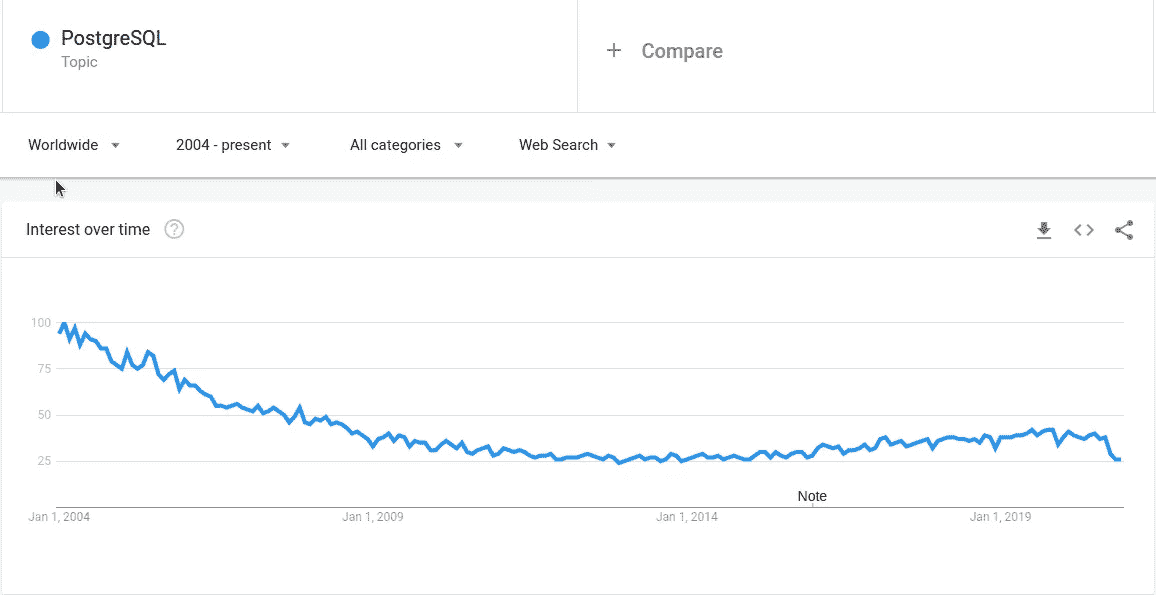 PostgreSQL
Topic
+ Compare
Worldwide
2004 - present
All categories
Web Search
Interest over time ?
100
75
50
25
Note
Jan 1, 2004
Jan 1, 2009
Jan 1, 2014
Jan 1, 2019